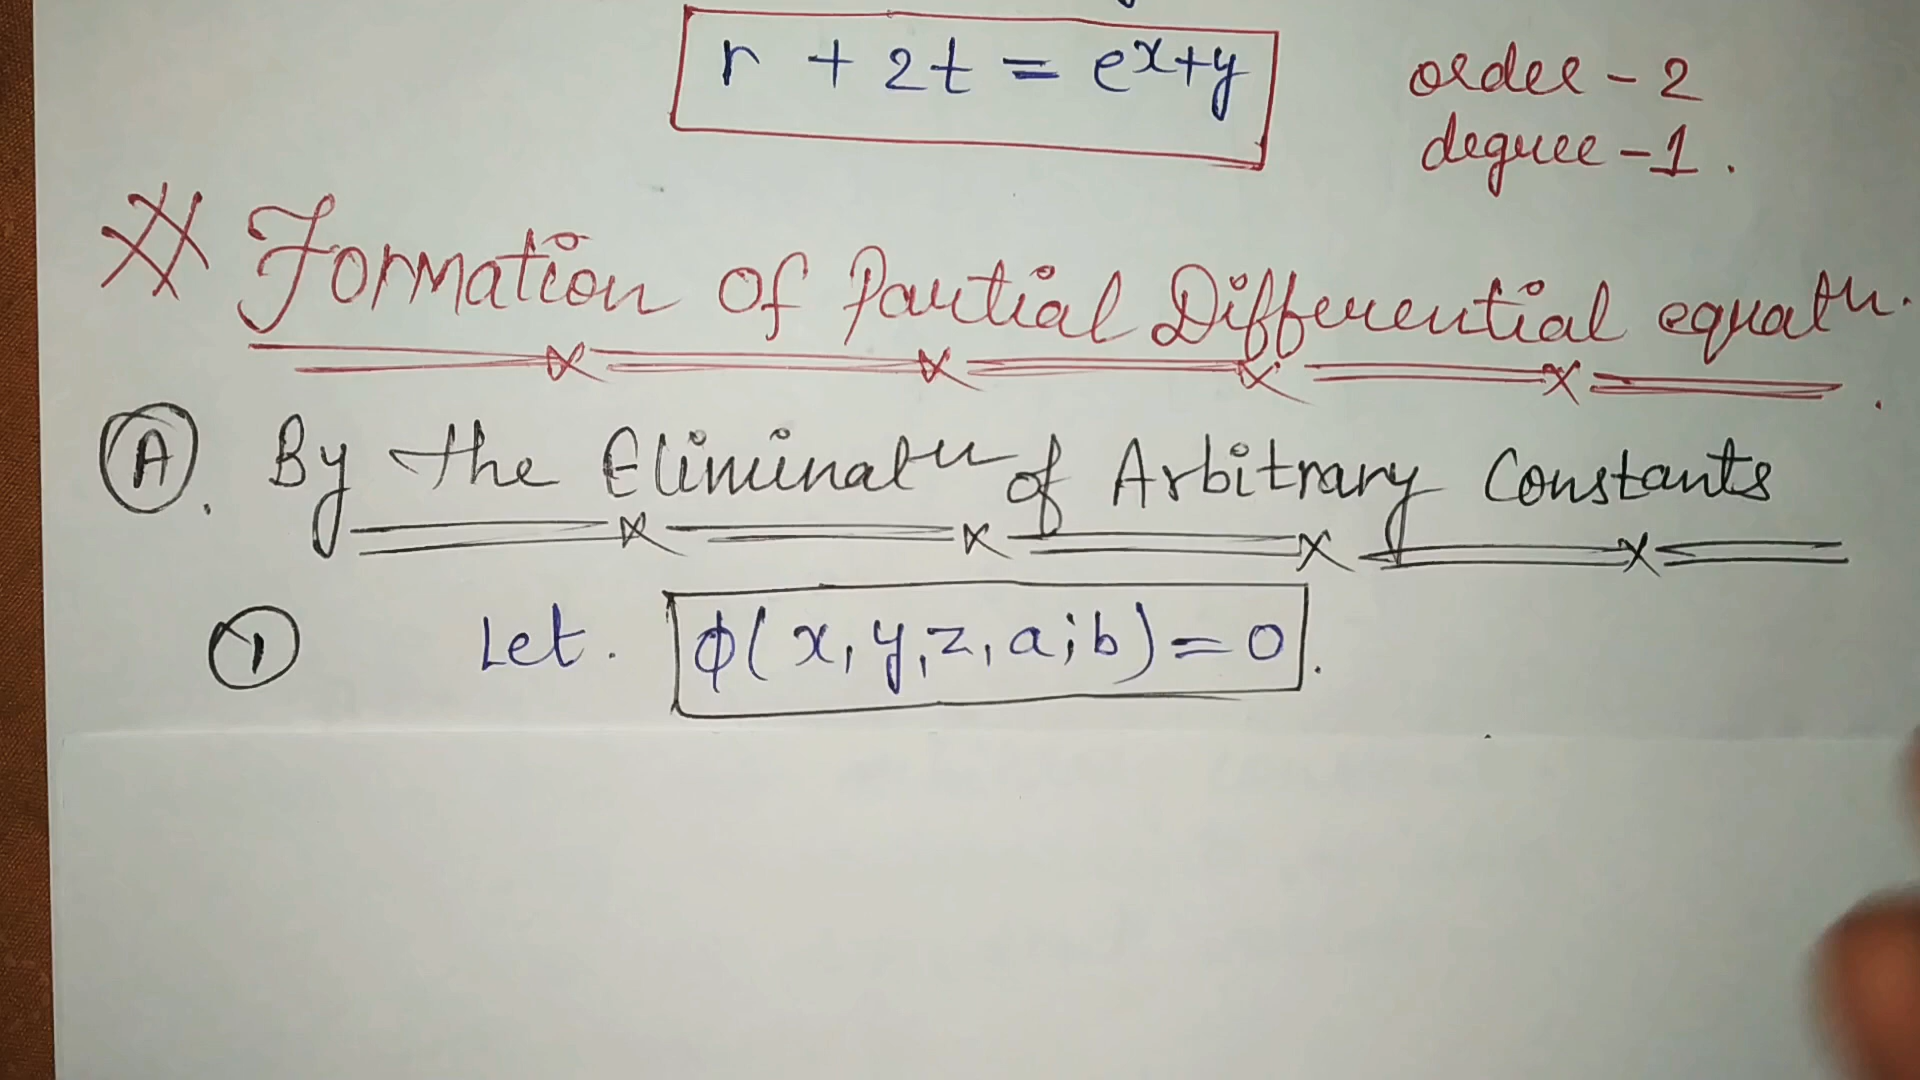 r + 2t = e^{x+y}
order - 2
degree - 1.
# Formation of Partial Differential equatn.
(A). By the Eliminatn of Arbitrary Constants
(1) Let. ϕ(x, y, z, a, b) = 0.